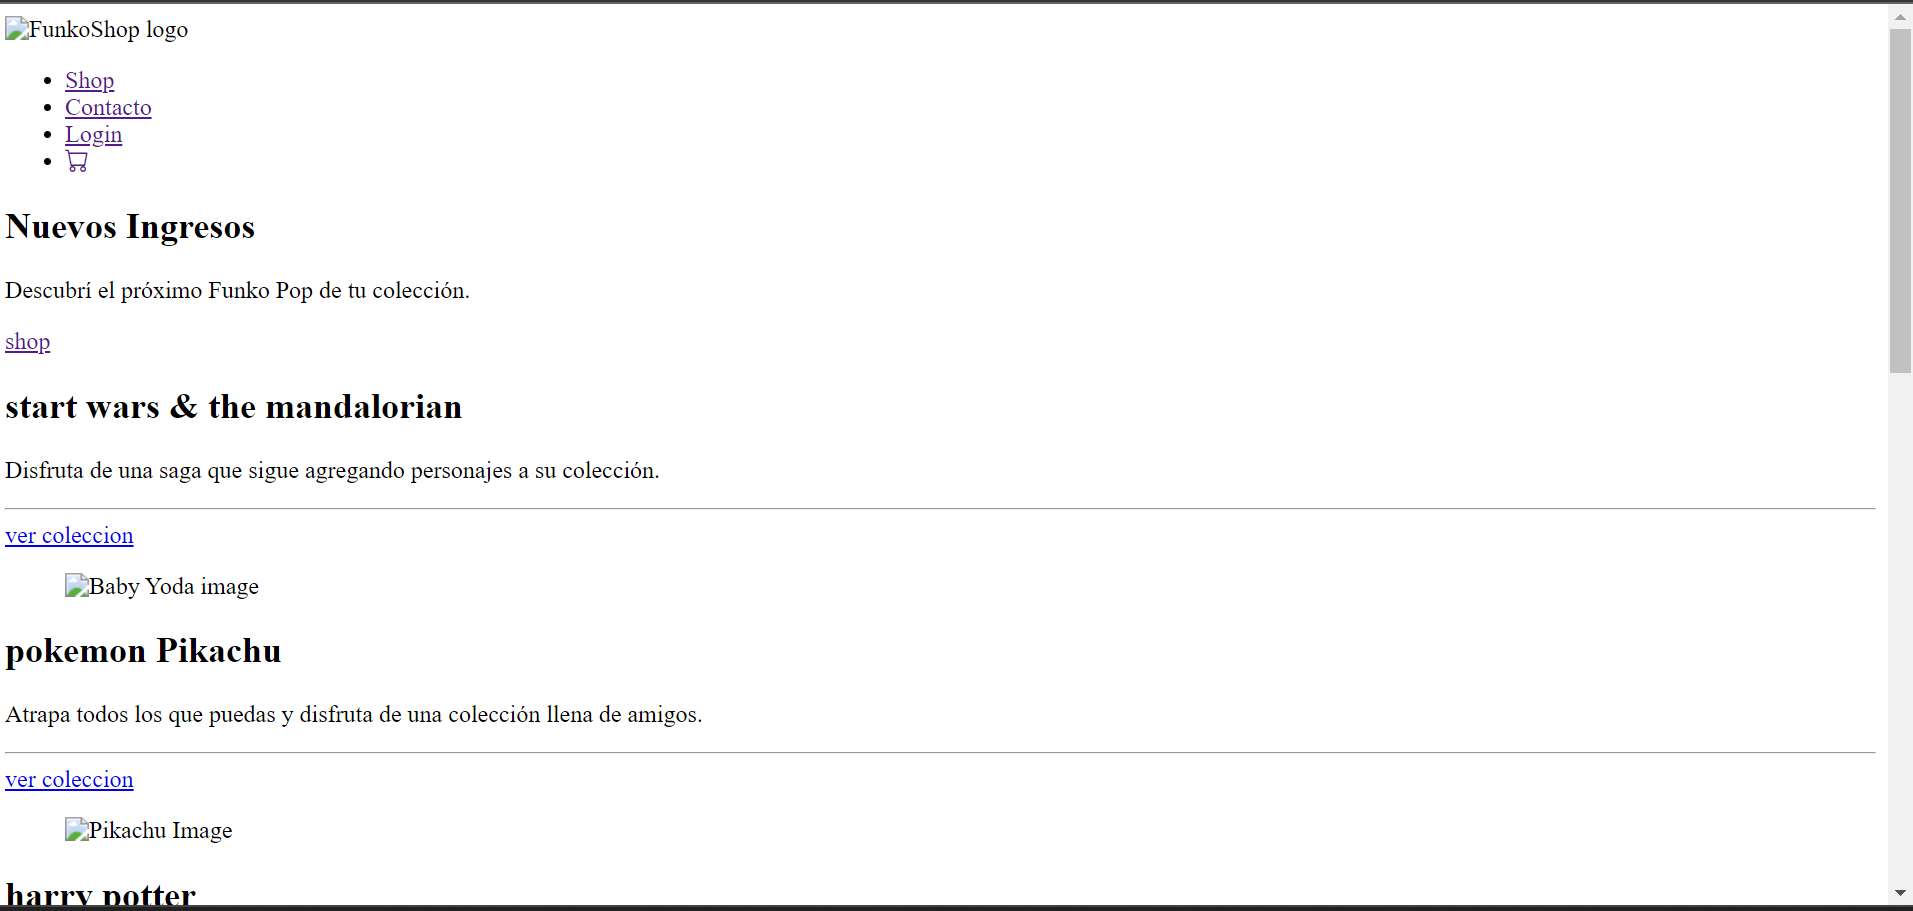 FunkoShop logo
Shop
Contacto
Login
Nuevos Ingresos
Descubrí el próximo Funko Pop de tu colección.
shop
start wars & the mandalorian
Disfruta de una saga que sigue agregando personajes a su colección.
ver coleccion
Baby Yoda image
pokemon Pikachu
Atrapa todos los que puedas y disfruta de una colección llena de amigos.
ver coleccion
Pikachu Image
harry potter